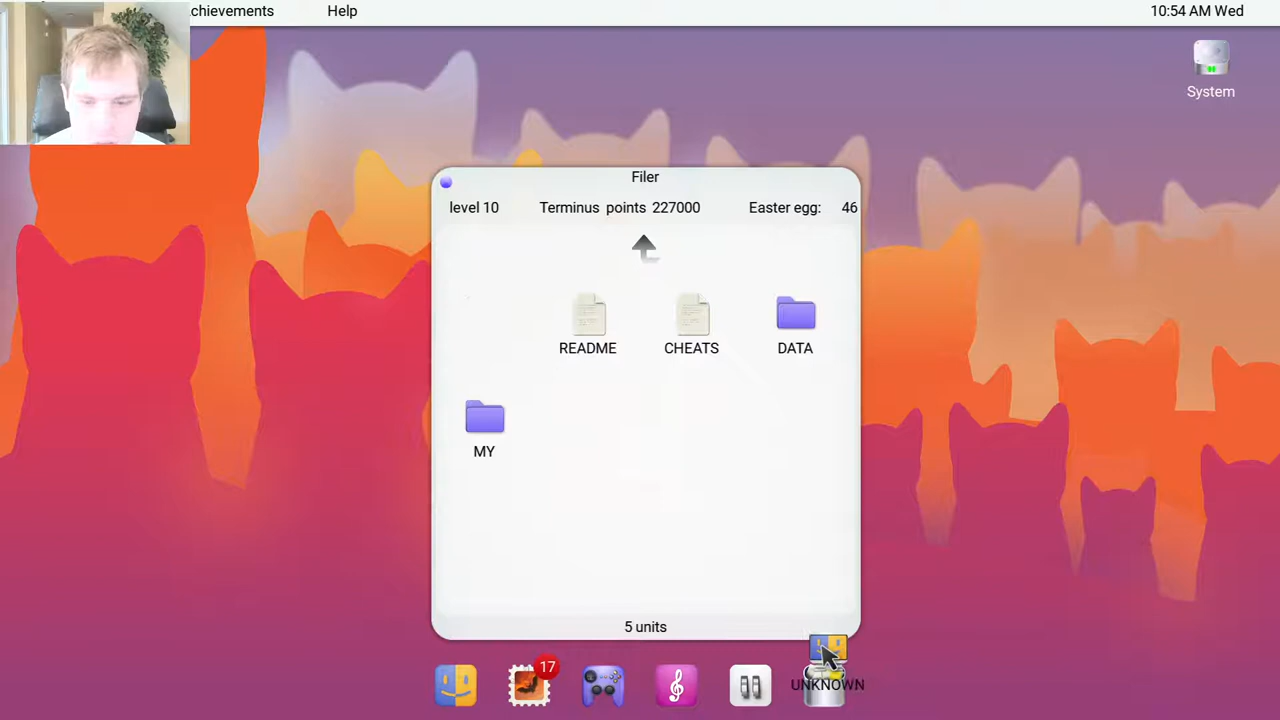 chievements Help 10:54 AM Wed
System
Filer
level 10 Terminus points 227000 Easter egg: 46
README CHEATS DATA
MY
5 units
17
UNKNOWN